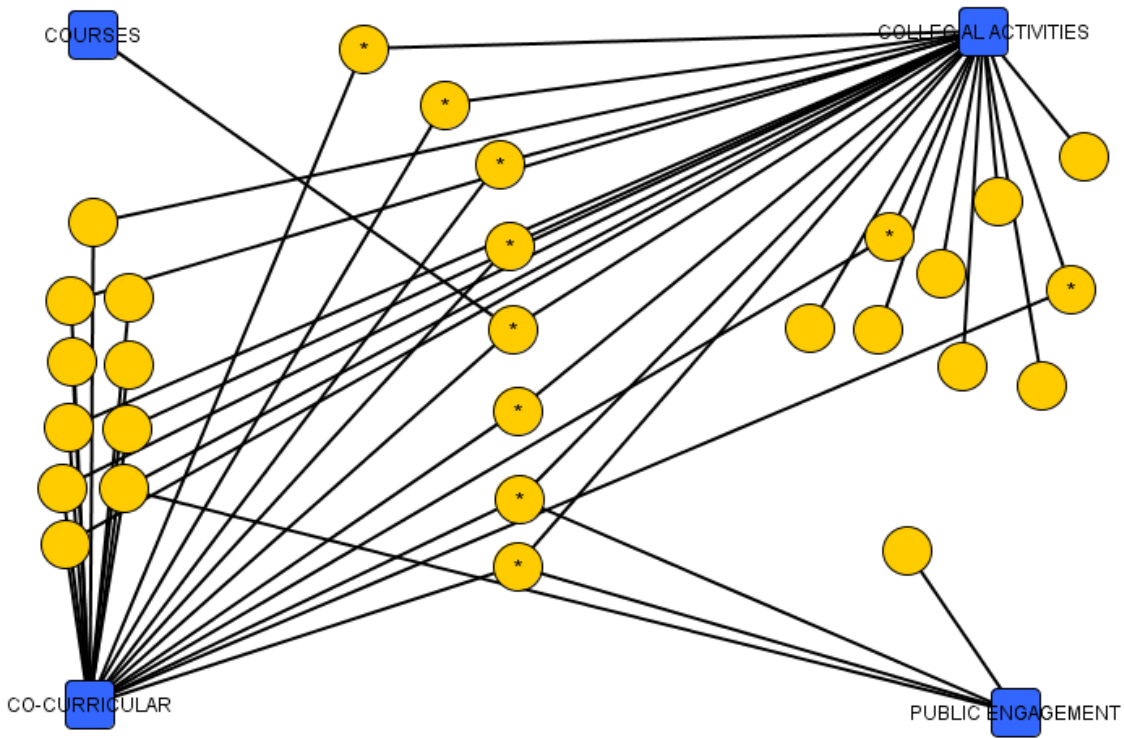 COURSES
COLLEGIAL ACTIVITIES
*
*
*
*
*
*
*
*
*
*
CO-CURRICULAR
PUBLIC ENGAGEMENT